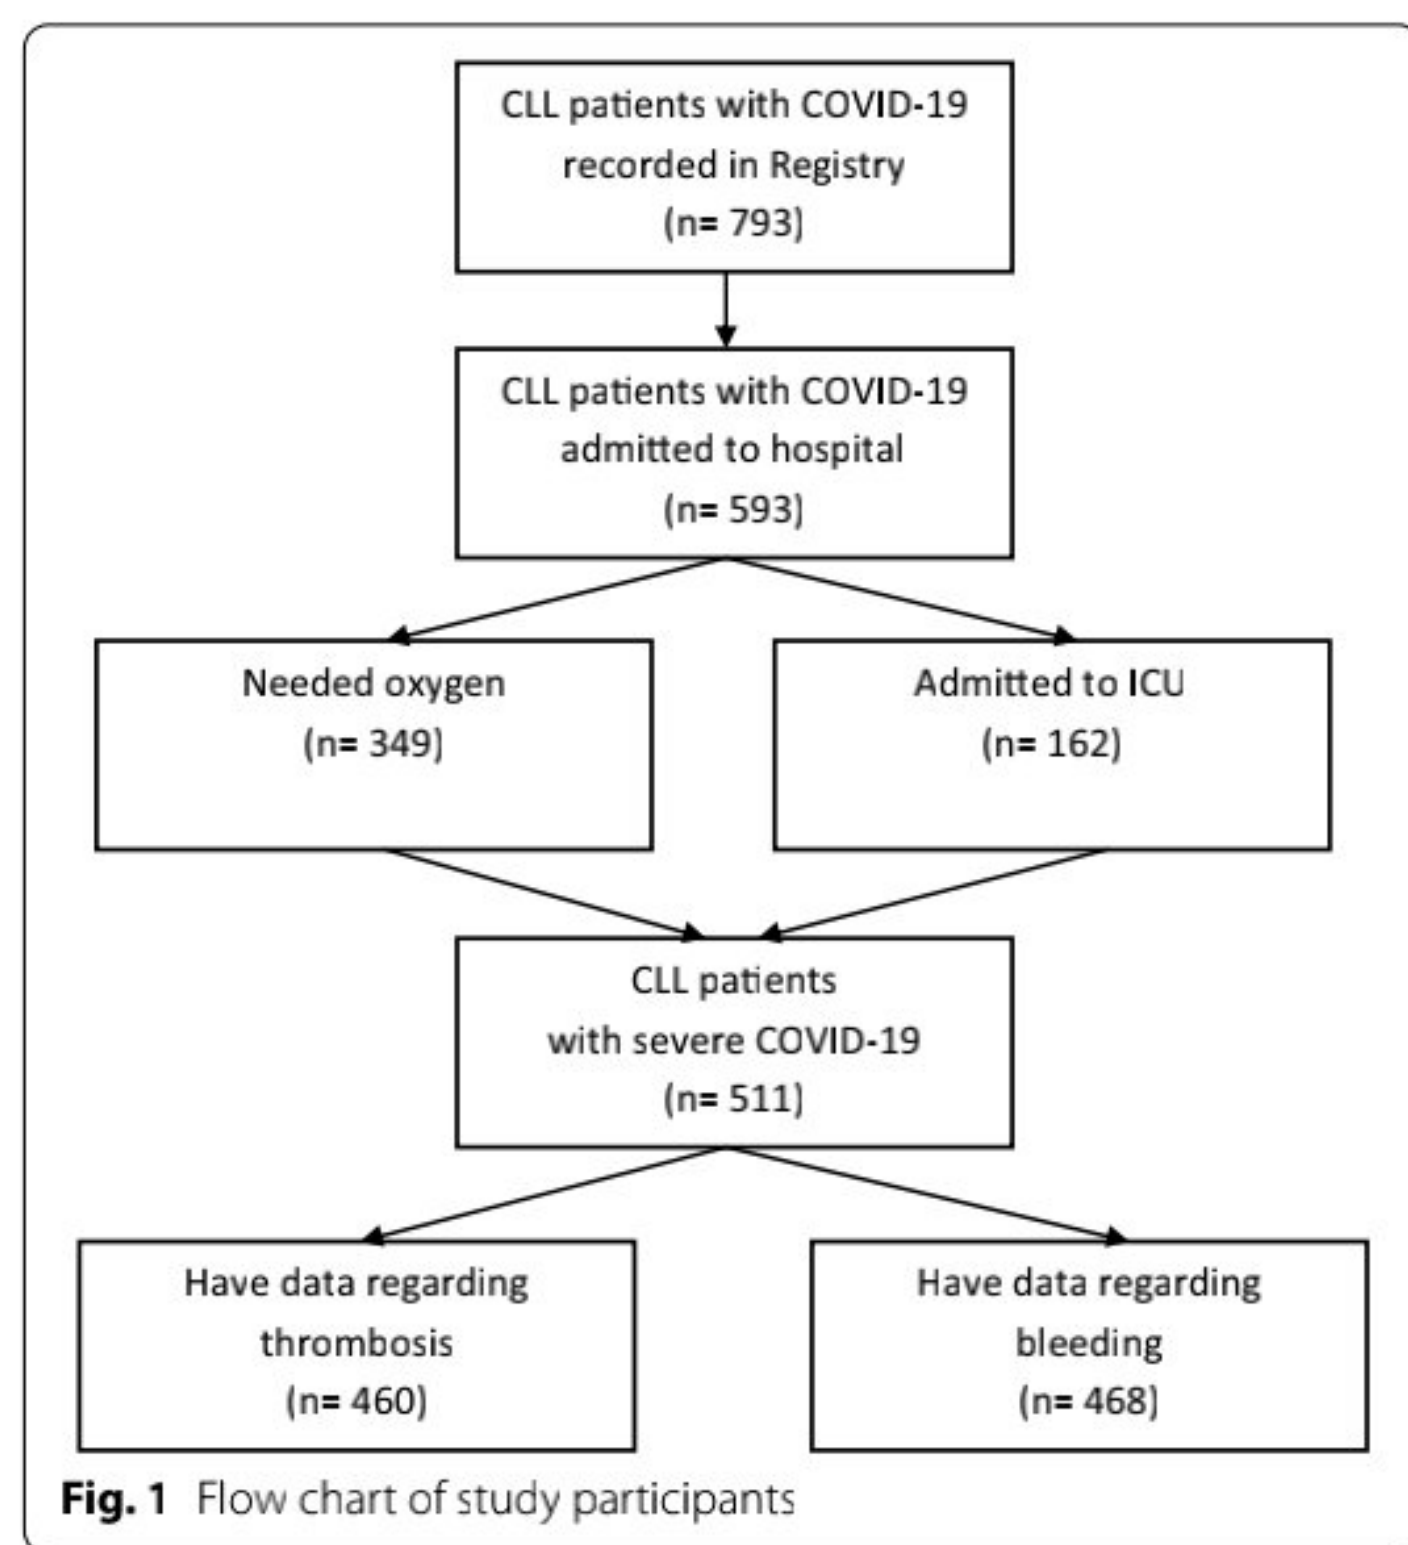 CLL patients with COVID-19
recorded in Registry
(n= 793)
CLL patients with COVID-19
admitted to hospital
(n= 593)
Needed oxygen
(n= 349)
Admitted to ICU
(n= 162)
CLL patients
with severe COVID-19
(n= 511)
Have data regarding
thrombosis
(n= 460)
Have data regarding
bleeding
(n= 468)
Fig. 1 Flow chart of study participants